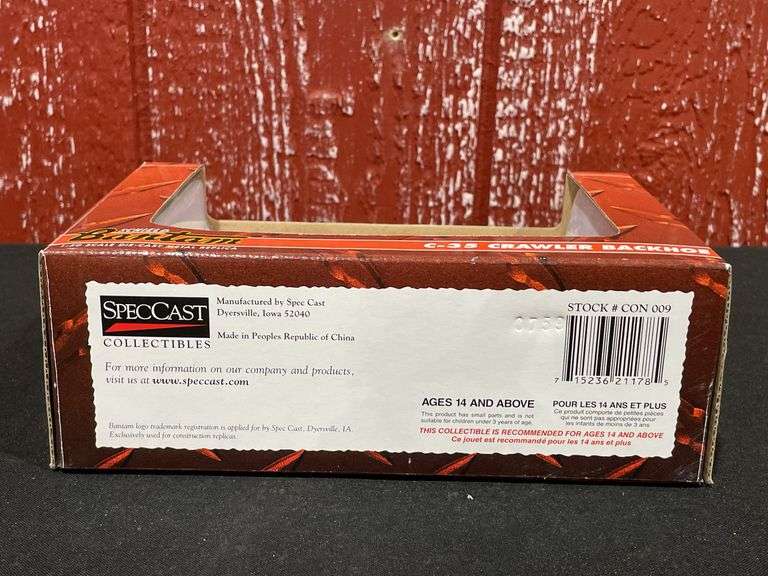 Bantam
SCALE DIE-CAST METAL REPLICA
C-35 CRAWLER BACKHOE
SPECCAST
COLLECTIBLES
Manufactured by Spec Cast
Dyersville, Iowa 52040
Made in Peoples Republic of China
For more information on our company and products,
visit us at www.speccast.com
Bantam logo trademark registration is applied for by Spec Cast, Dyersville, IA.
Exclusively used for construction replicas.
STOCK # CON 009
7 15236 21178 5
AGES 14 AND ABOVE
This product has small parts and is not
suitable for children under 3 years of age.
POUR LES 14 ANS ET PLUS
Ce produit comporte de petites pièces
qui ne sont pas appropriées pour
les infants de moins de 3 ans
THIS COLLECTIBLE IS RECOMMENDED FOR AGES 14 AND ABOVE
Ce jouet est recommandé pour les 14 ans et plus